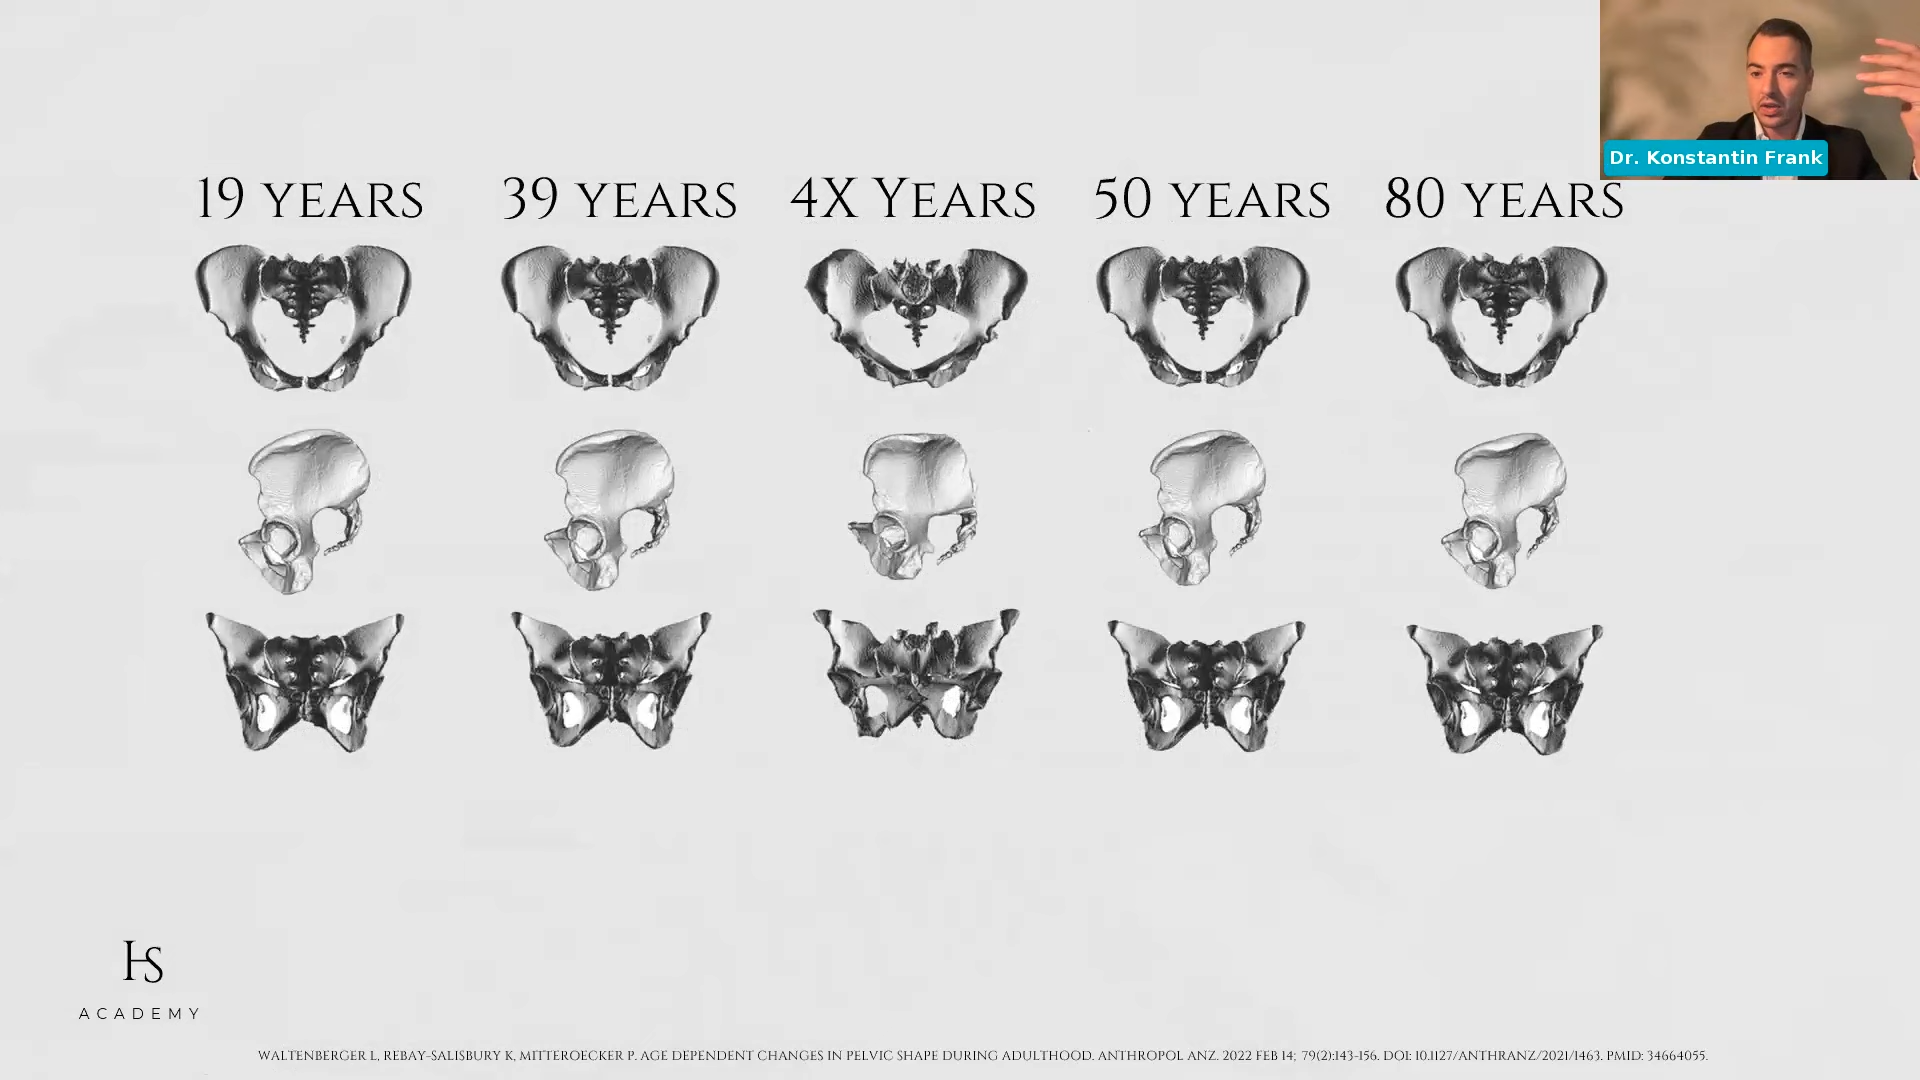 Dr. Konstantin Frank
19 YEARS
39 YEARS
4X YEARS
50 YEARS
80 YEARS
HS
ACADEMY
WALTENBERGER L, REBAY-SALISBURY K, MITTEROECKER P. AGE DEPENDENT CHANGES IN PELVIC SHAPE DURING ADULTHOOD. ANTHROPOL ANZ. 2022 FEB 14; 79(2):143-156. DOI: 10.1127/ANTHRANZ/2021/1463. PMID: 34664055.